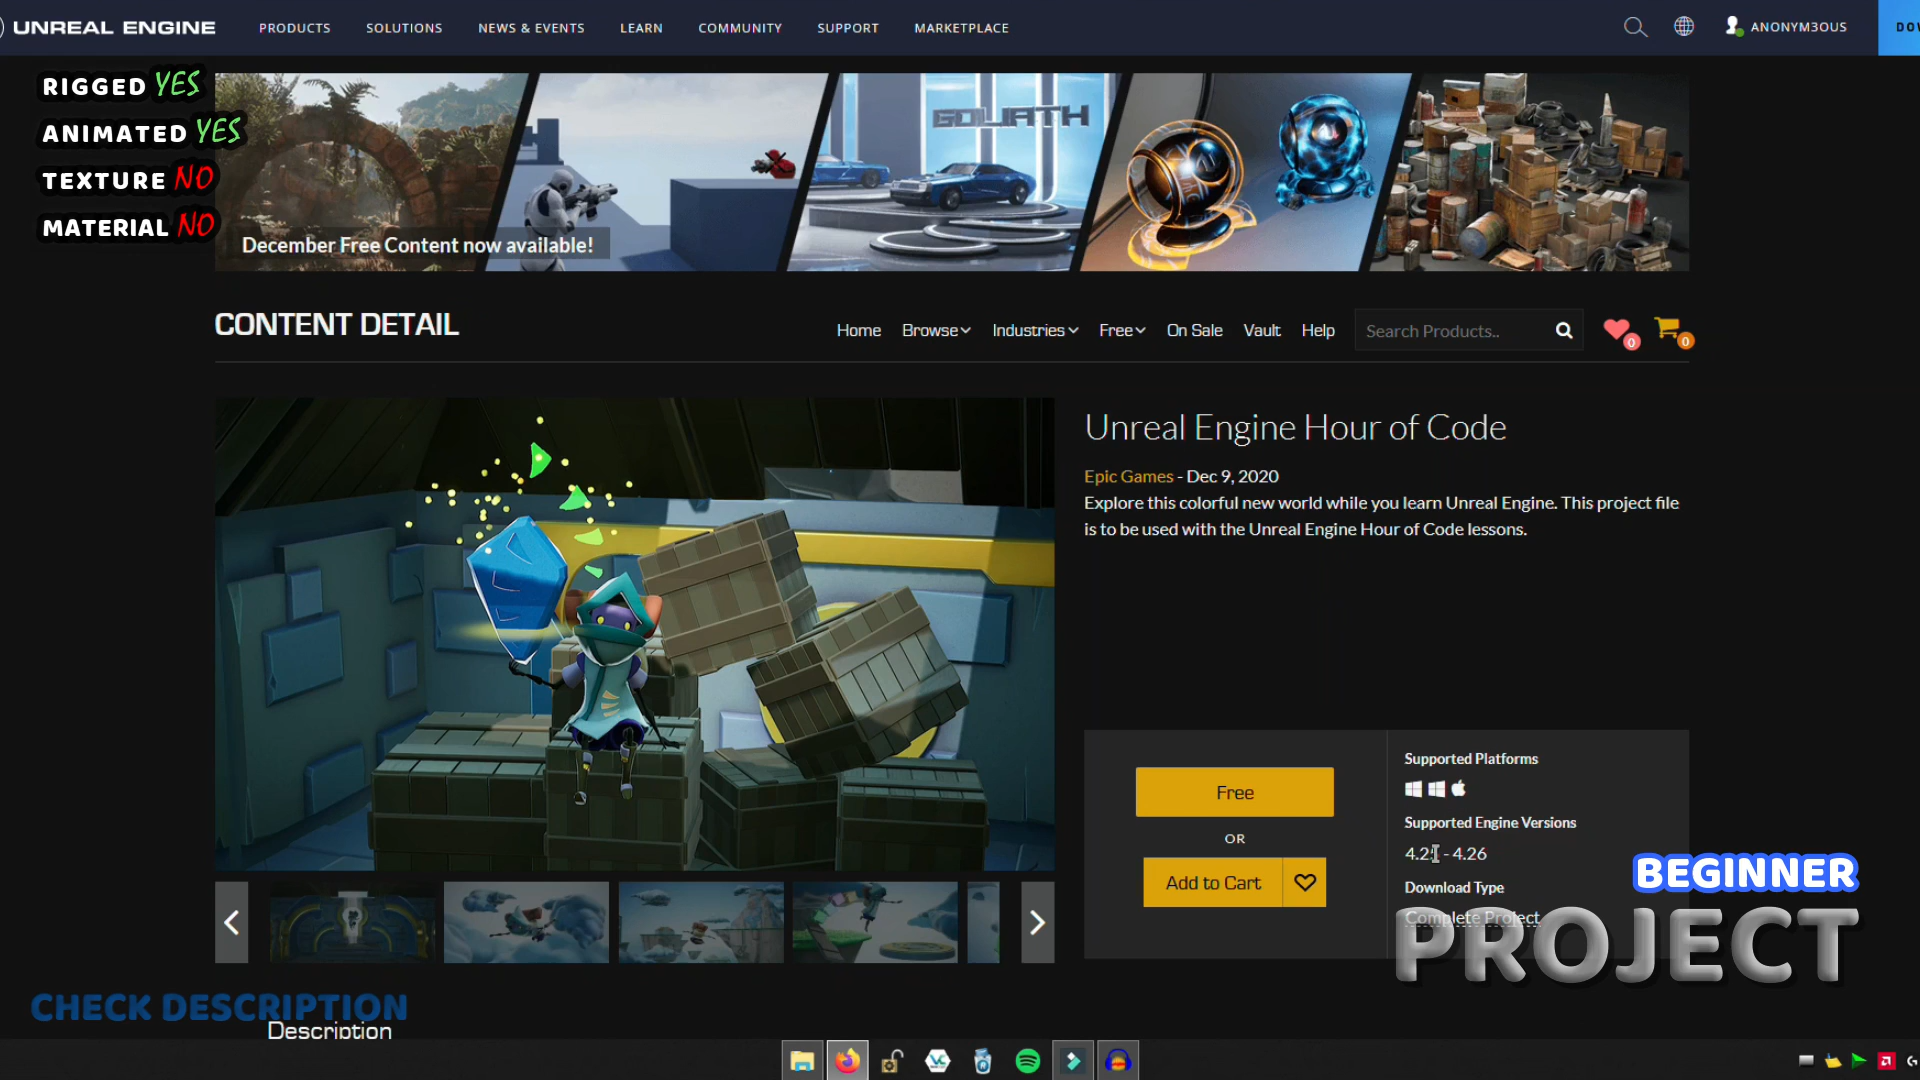 UNREAL ENGINE
PRODUCTS SOLUTIONS NEWS & EVENTS LEARN COMMUNITY SUPPORT MARKETPLACE
ANONYM3OUS
RIGGED YES
ANIMATED YES
TEXTURE NO
MATERIAL NO
GOLIATH
December Free Content now available!
CONTENT DETAIL
Home Browse Industries Free On Sale Vault Help
Search Products..
0
0
Unreal Engine Hour of Code
Epic Games - Dec 9, 2020
Explore this colorful new world while you learn Unreal Engine. This project file
is to be used with the Unreal Engine Hour of Code lessons.
Free
OR
Add to Cart
Supported Platforms
Supported Engine Versions
- 4.26
Download Type
Complete Project
BEGINNER
PROJECT
CHECK DESCRIPTION
Description